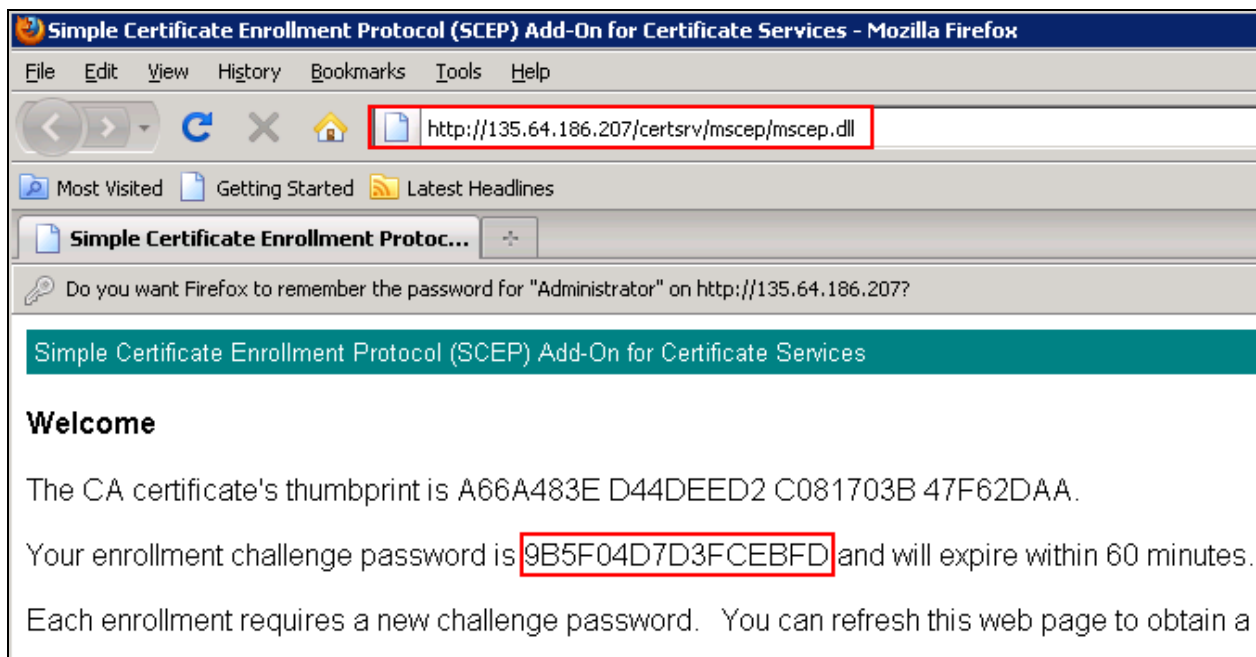 Simple Certificate Enrollment Protocol (SCEP) Add-On for Certificate Services - Mozilla Firefox
File Edit View History Bookmarks Tools Help
http://135.64.186.207/certsrv/mscep/mscep.dll
Most Visited Getting Started Latest Headlines
Simple Certificate Enrollment Protoc...
Do you want Firefox to remember the password for "Administrator" on http://135.64.186.207?
Simple Certificate Enrollment Protocol (SCEP) Add-On for Certificate Services
Welcome
The CA certificate's thumbprint is A66A483E D44DEED2 C081703B 47F62DAA.
Your enrollment challenge password is 9B5F04D7D3FCEBFD and will expire within 60 minutes.
Each enrollment requires a new challenge password. You can refresh this web page to obtain a